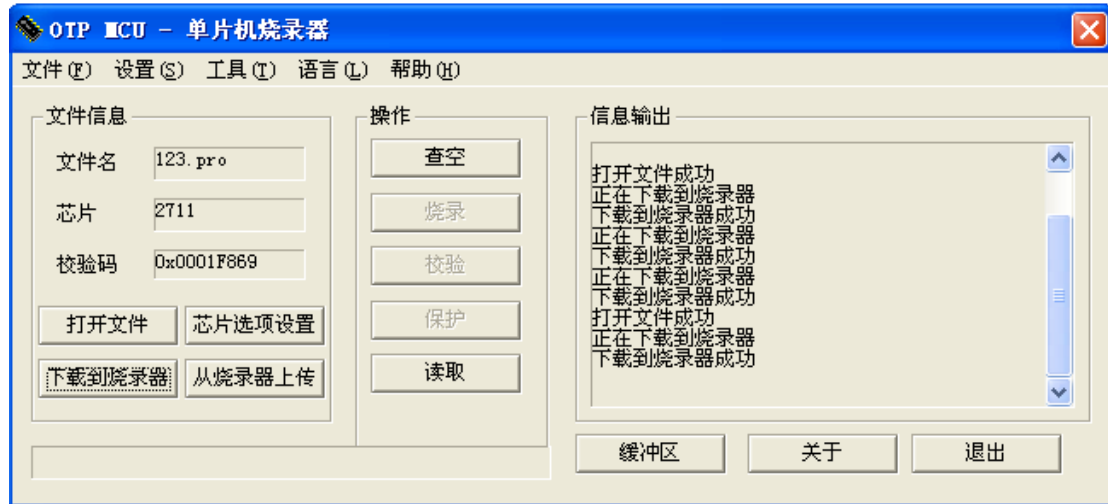 OTP MCU - 单片机烧录器
文件(F) 设置(S) 工具(T) 语言(L) 帮助(H)
文件信息
文件名 123.pro
芯片 2711
校验码 0x0001F869
打开文件 芯片选项设置
下载到烧录器 从烧录器上传
操作
查空
烧录
校验
保护
读取
信息输出
打开文件成功
正在下载到烧录器
下载到烧录器成功
正在下载到烧录器
下载到烧录器成功
正在下载到烧录器
下载到烧录器成功
打开文件成功
正在下载到烧录器
下载到烧录器成功
缓冲区 关于 退出